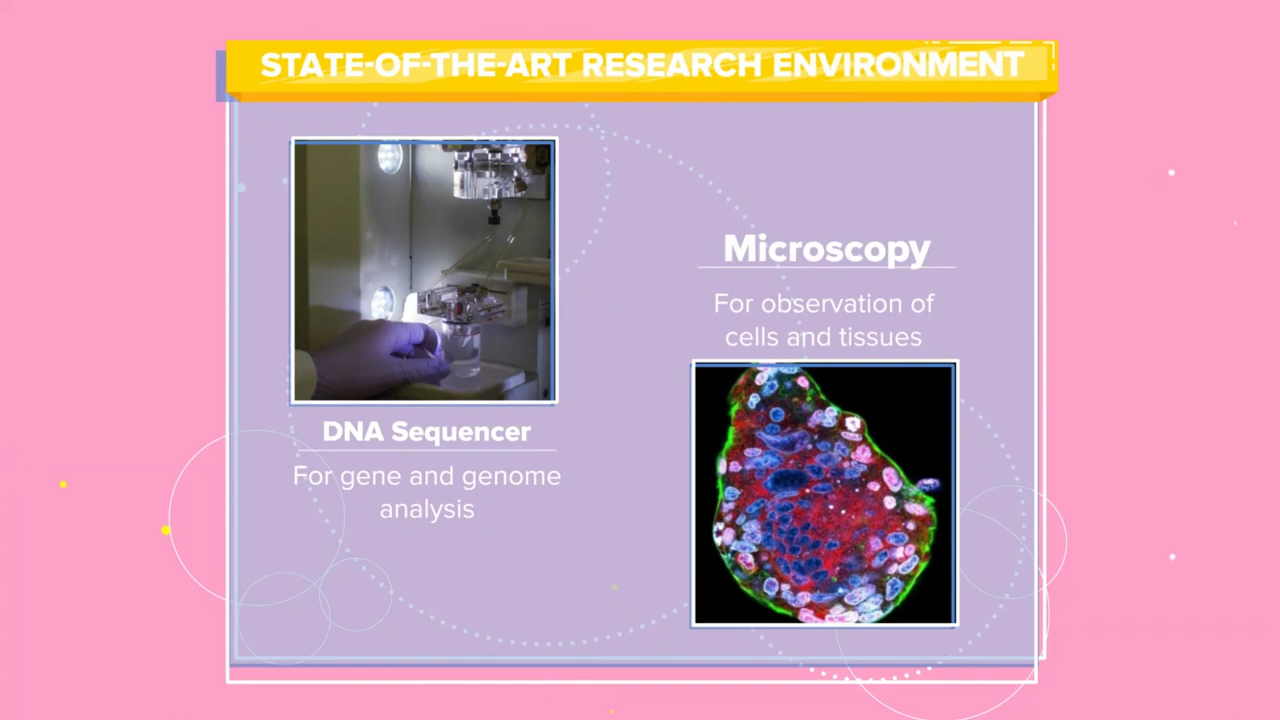 STATE-OF-THE-ART RESEARCH ENVIRONMENT
DNA Sequencer
For gene and genome
analysis
Microscopy
For observation of
cells and tissues